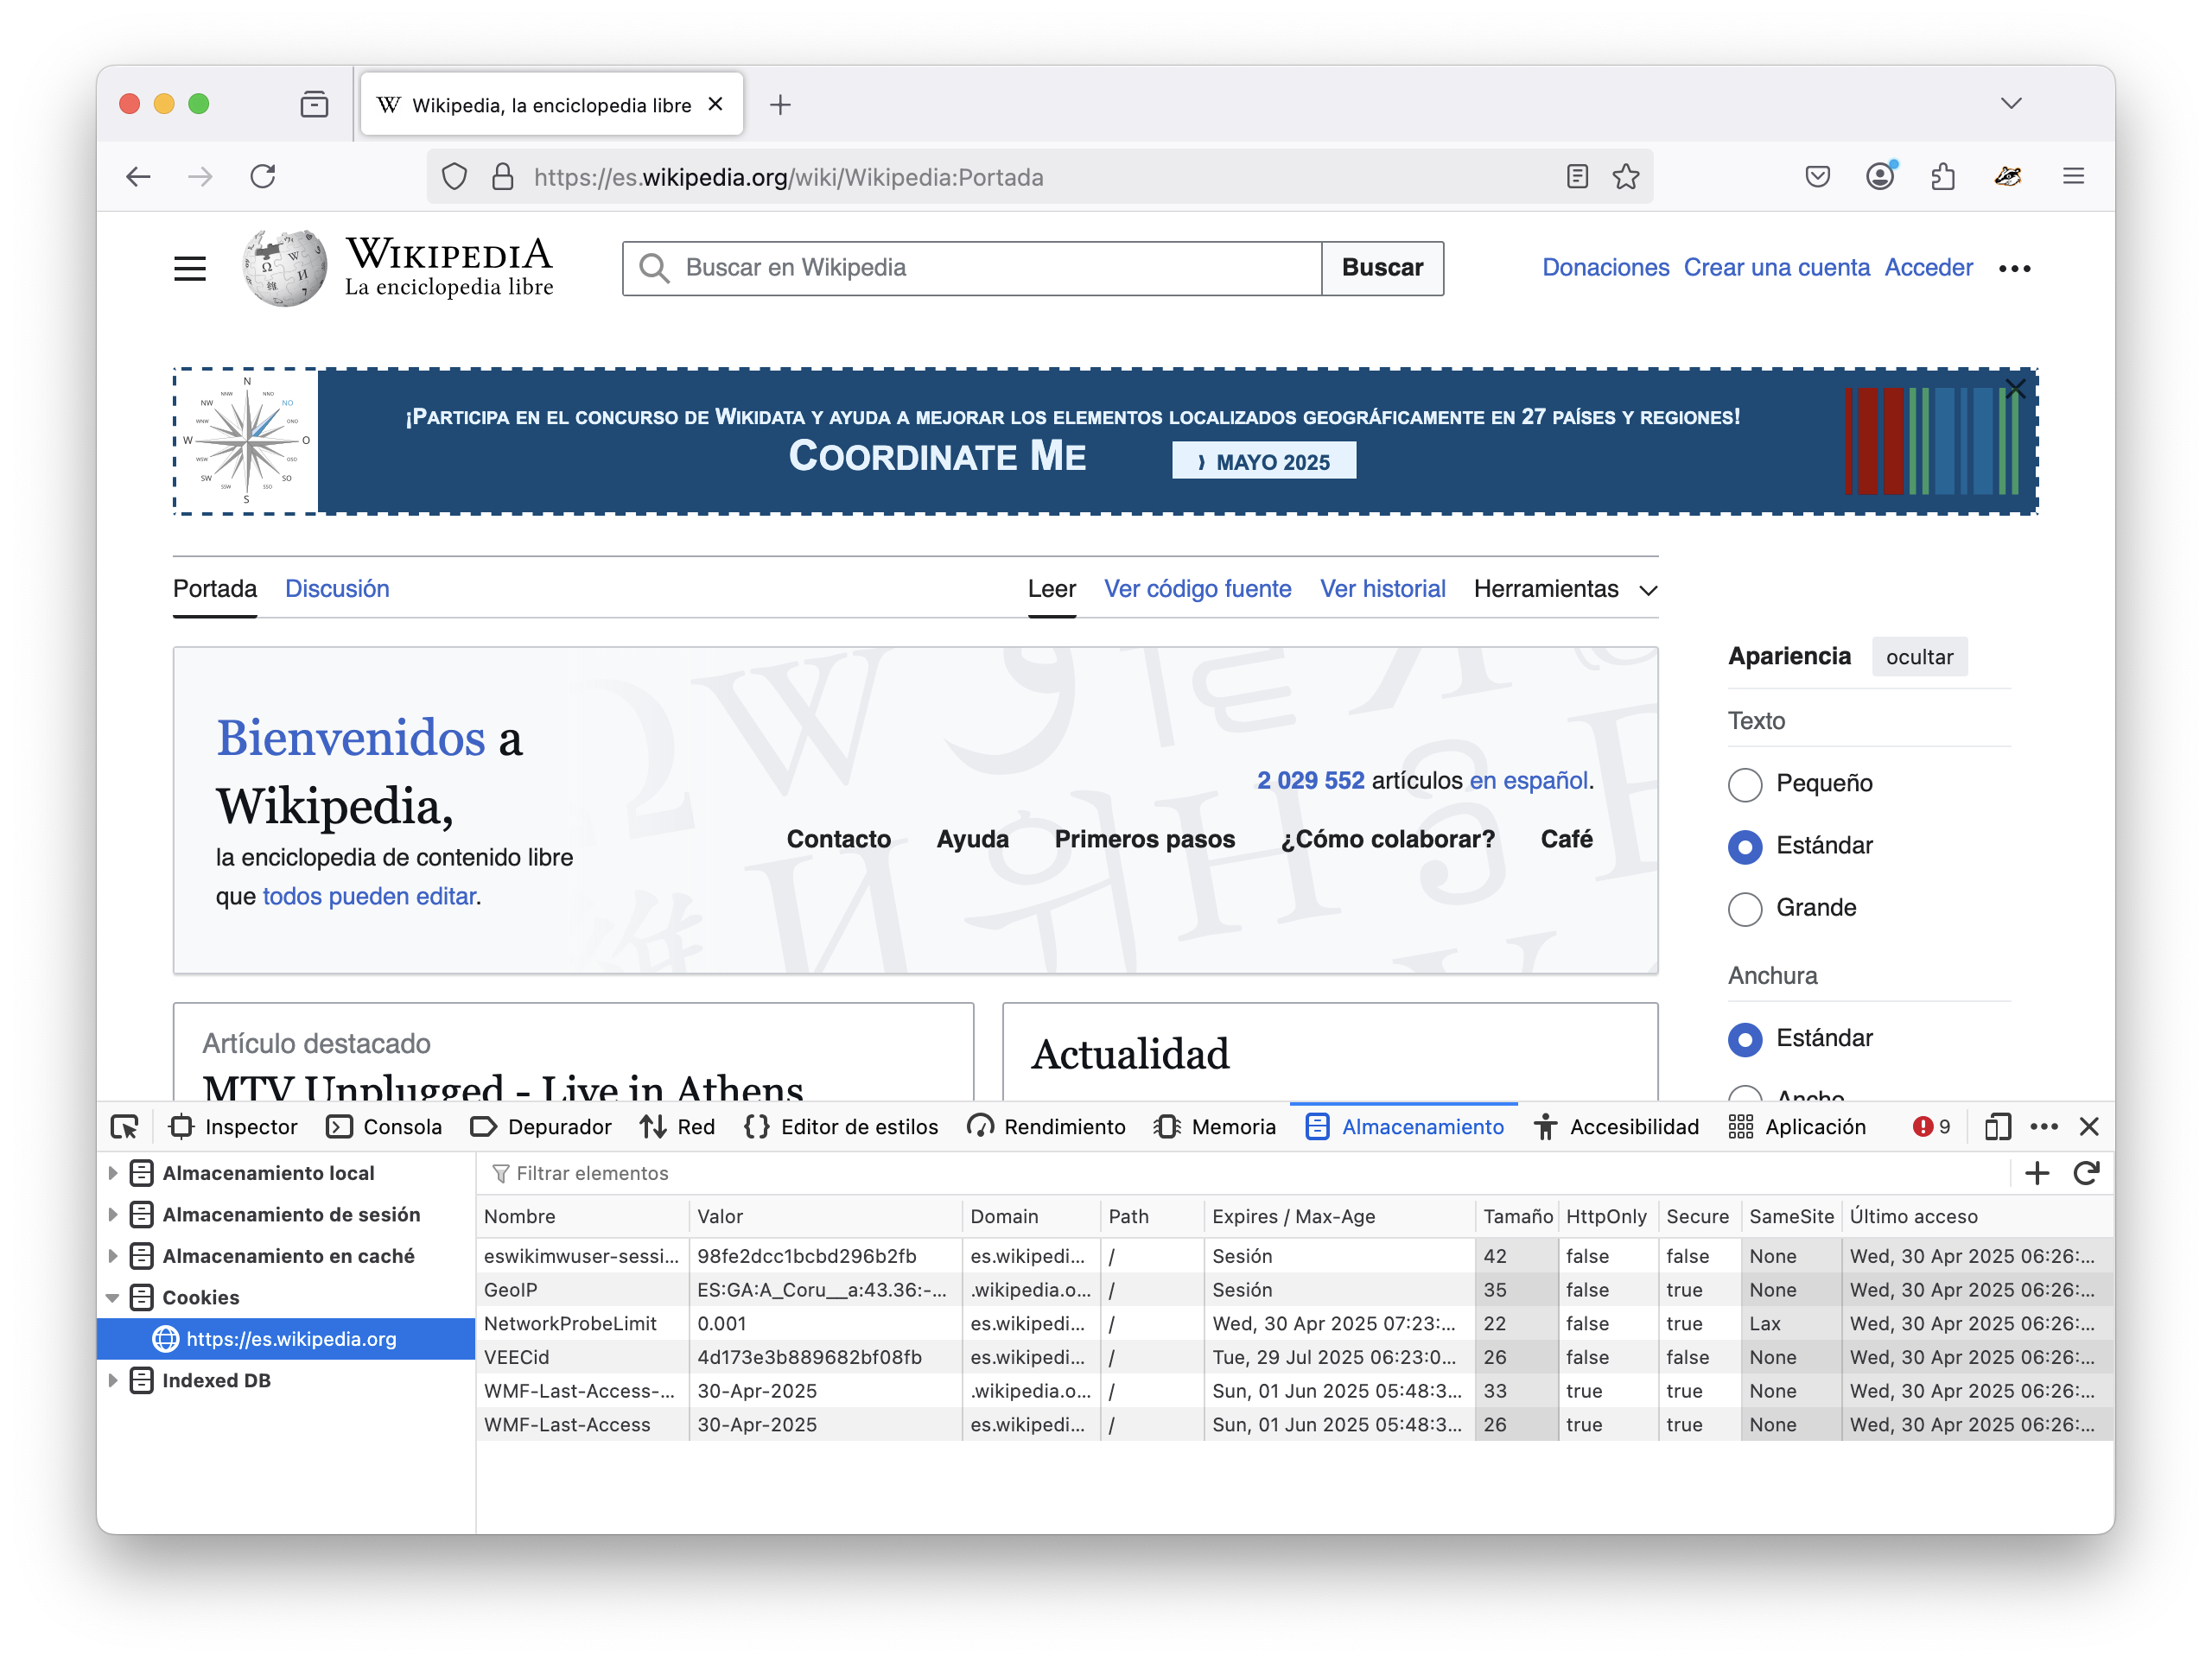 Wikipedia, la enciclopedia libre
https://es.wikipedia.org/wiki/Wikipedia:Portada
WIKIPEDIA
La enciclopedia libre
Buscar en Wikipedia
Buscar
Donaciones Crear una cuenta Acceder
¡Participa en el concurso de Wikidata y ayuda a mejorar los elementos localizados geográficamente en 27 países y regiones!
Coordinate Me
MAYO 2025
N
NNW NNO
NW NO
WNW ONO
W O
WSW OSO
SW SO
SSW SSO
S
Portada Discusión Leer Ver código fuente Ver historial Herramientas
Bienvenidos a
Wikipedia,
la enciclopedia de contenido libre
que todos pueden editar.
2 029 552 artículos en español.
Contacto Ayuda Primeros pasos ¿Cómo colaborar? Café
Apariencia ocultar
Texto
Pequeño
Estándar
Grande
Anchura
Estándar
Ancho
Artículo destacado
MTV Unplugged - Live in Athens
Actualidad
Inspector Consola Depurador Red Editor de estilos Rendimiento Memoria Almacenamiento Accesibilidad Aplicación 9
Almacenamiento local
Almacenamiento de sesión
Almacenamiento en caché
Cookies
https://es.wikipedia.org
Indexed DB
Filtrar elementos
Nombre Valor Domain Path Expires / Max-Age Tamaño HttpOnly Secure SameSite Último acceso
eswikimwuser-sessi... 98fe2dcc1bcbd296b2fb es.wikipedi... / Sesión 42 false false None Wed, 30 Apr 2025 06:26:...
GeoIP ES:GA:A_Coru__a:43.36:-... .wikipedia.o... / Sesión 35 false true None Wed, 30 Apr 2025 06:26:...
NetworkProbeLimit 0.001 es.wikipedi... / Wed, 30 Apr 2025 07:23:... 22 false true Lax Wed, 30 Apr 2025 06:26:...
VEECid 4d173e3b889682bf08fb es.wikipedi... / Tue, 29 Jul 2025 06:23:0... 26 false false None Wed, 30 Apr 2025 06:26:...
WMF-Last-Access-... 30-Apr-2025 .wikipedia.o... / Sun, 01 Jun 2025 05:48:3... 33 true true None Wed, 30 Apr 2025 06:26:...
WMF-Last-Access 30-Apr-2025 es.wikipedi... / Sun, 01 Jun 2025 05:48:3... 26 true true None Wed, 30 Apr 2025 06:26:...